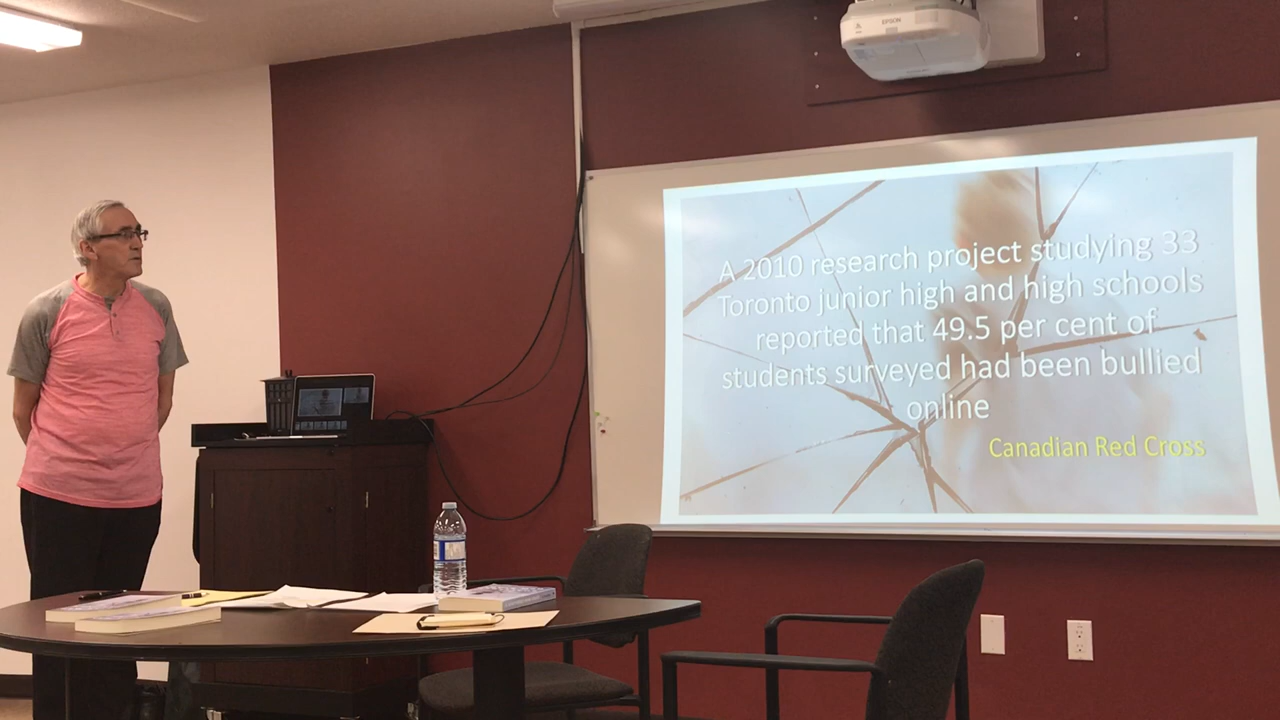 EPSON
A 2010 research project studying 33
Toronto junior high and high schools
reported that 49.5 per cent of
students surveyed had been bullied
online
Canadian Red Cross